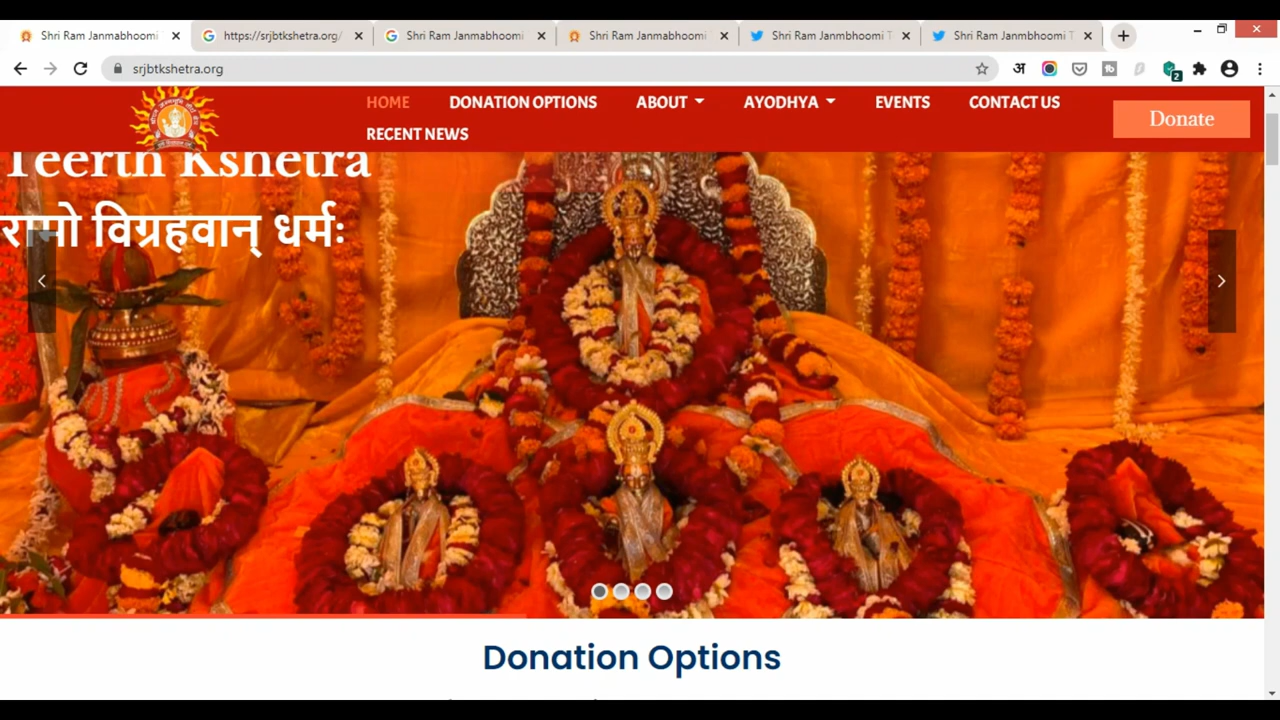 Shri Ram Janmabhoomi
https://srjbtkshetra.org/
Shri Ram Janmabhoomi
Shri Ram Janmabhoomi
Shri Ram Janmbhoomi T
Shri Ram Janmbhoomi T
srjbtkshetra.org
अ
2
HOME
DONATION OPTIONS
ABOUT
AYODHYA
EVENTS
CONTACT US
RECENT NEWS
Donate
Teerth Kshetra
रामो विग्रहवान् धर्मः
Donation Options